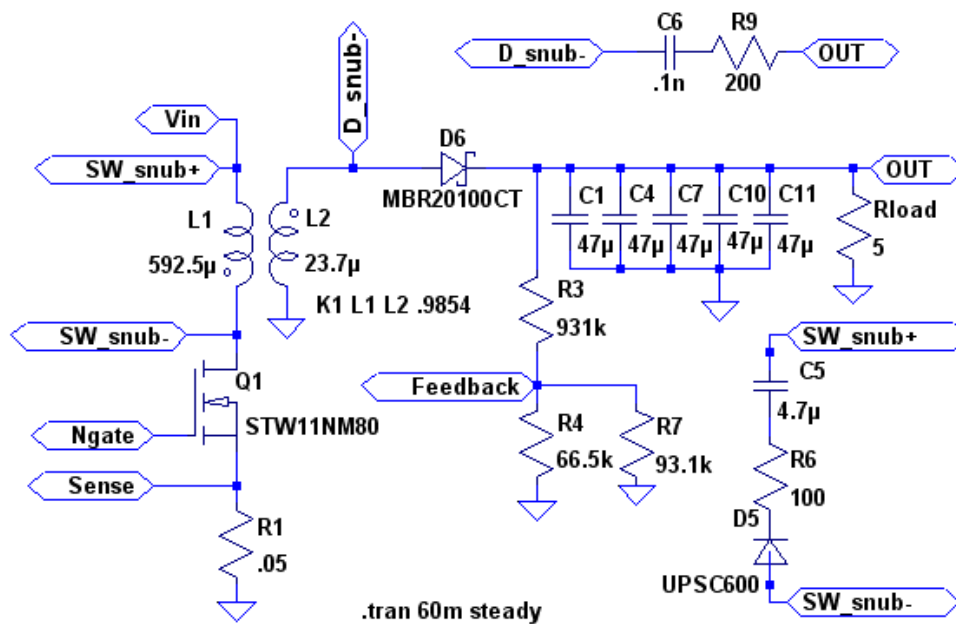 C6
R9
D_snub-
OUT
.1n
200
D_snub-
Vin
D6
SW_snub+
OUT
MBR20100CT
C1
C4
C7
C10
C11
L1
L2
Rload
47µ
47µ
47µ
47µ
47µ
5
592.5µ
23.7µ
K1 L1 L2 .9854
R3
931k
SW_snub-
SW_snub+
C5
Q1
Feedback
4.7µ
STW11NM80
R4
R7
Ngate
66.5k
93.1k
R6
Sense
100
R1
D5
.05
UPSC600
.tran 60m steady
SW_snub-